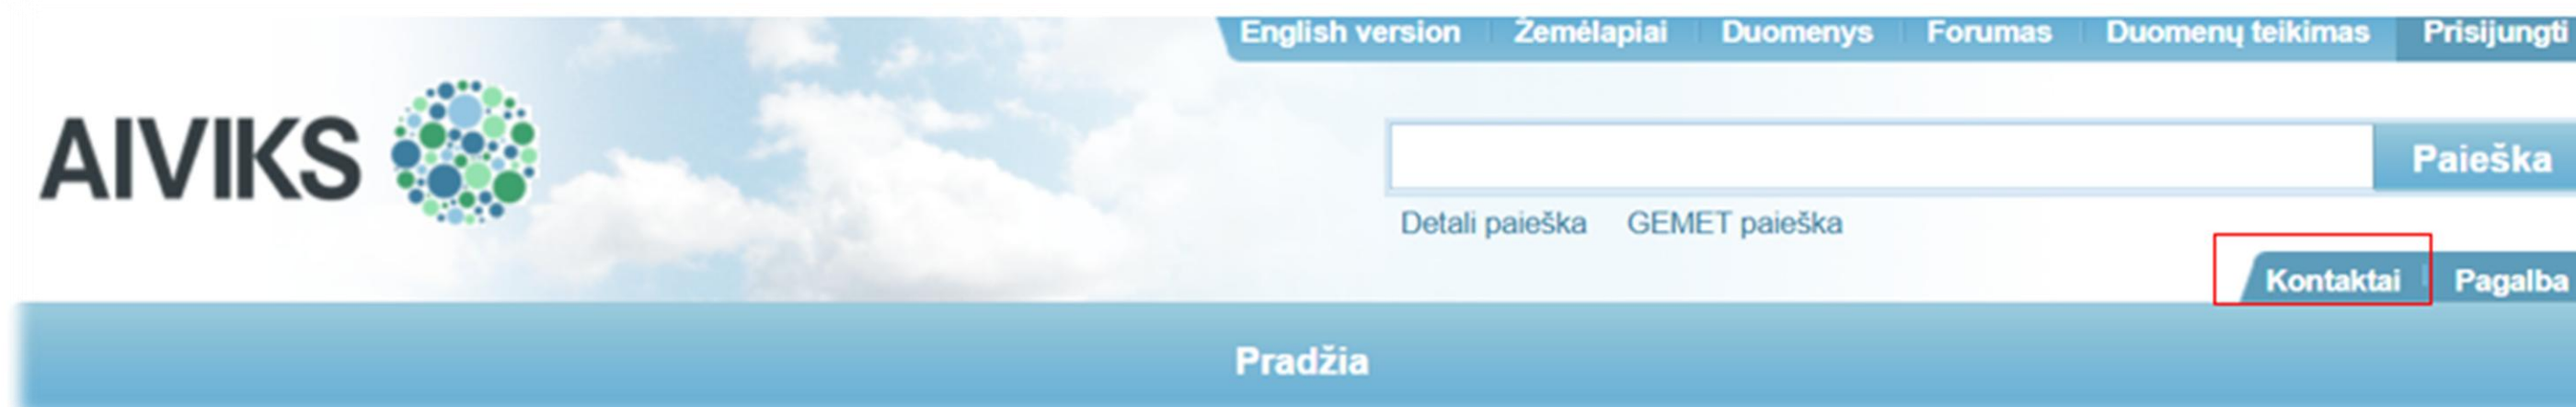 English version Žemėlapiai Duomenys Forumas Duomenų teikimas Prisijungti
AIVIKS
Paieška
Detali paieška GEMET paieška
Kontaktai Pagalba
Pradžia